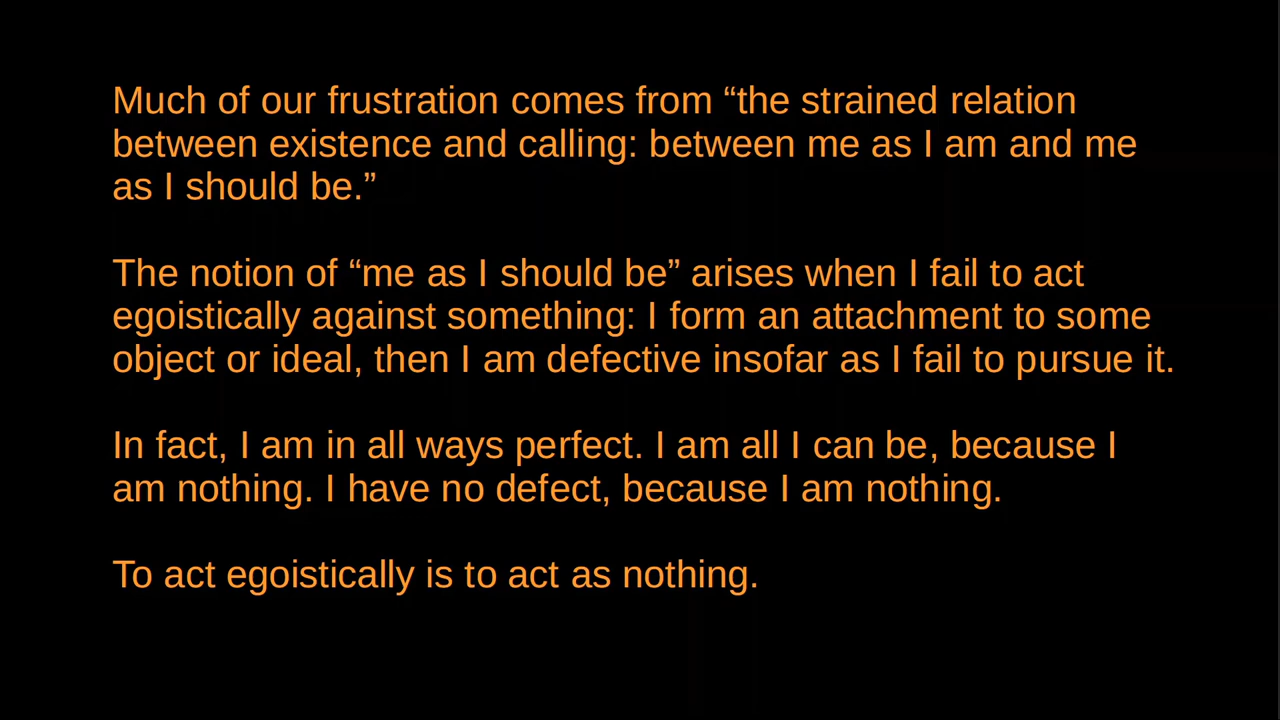 Much of our frustration comes from “the strained relation
between existence and calling: between me as I am and me
as I should be.”
The notion of “me as I should be” arises when I fail to act
egoistically against something: I form an attachment to some
object or ideal, then I am defective insofar as I fail to pursue it.
In fact, I am in all ways perfect. I am all I can be, because I
am nothing. I have no defect, because I am nothing.
To act egoistically is to act as nothing.